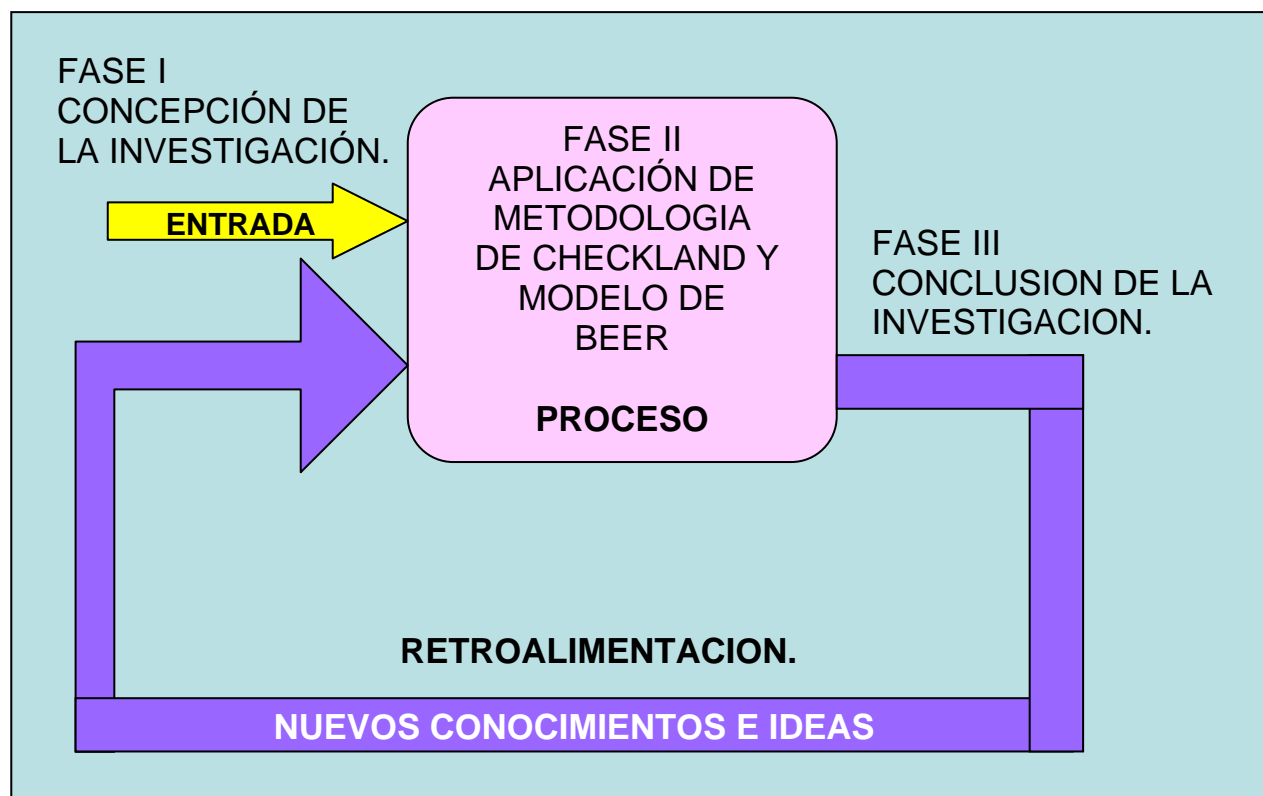 FASE I
CONCEPCIÓN DE
LA INVESTIGACIÓN.
ENTRADA
FASE II
APLICACIÓN DE
METODOLOGIA
DE CHECKLAND Y
MODELO DE
BEER
PROCESO
FASE III
CONCLUSION DE LA
INVESTIGACION.
RETROALIMENTACION.
NUEVOS CONOCIMIENTOS E IDEAS